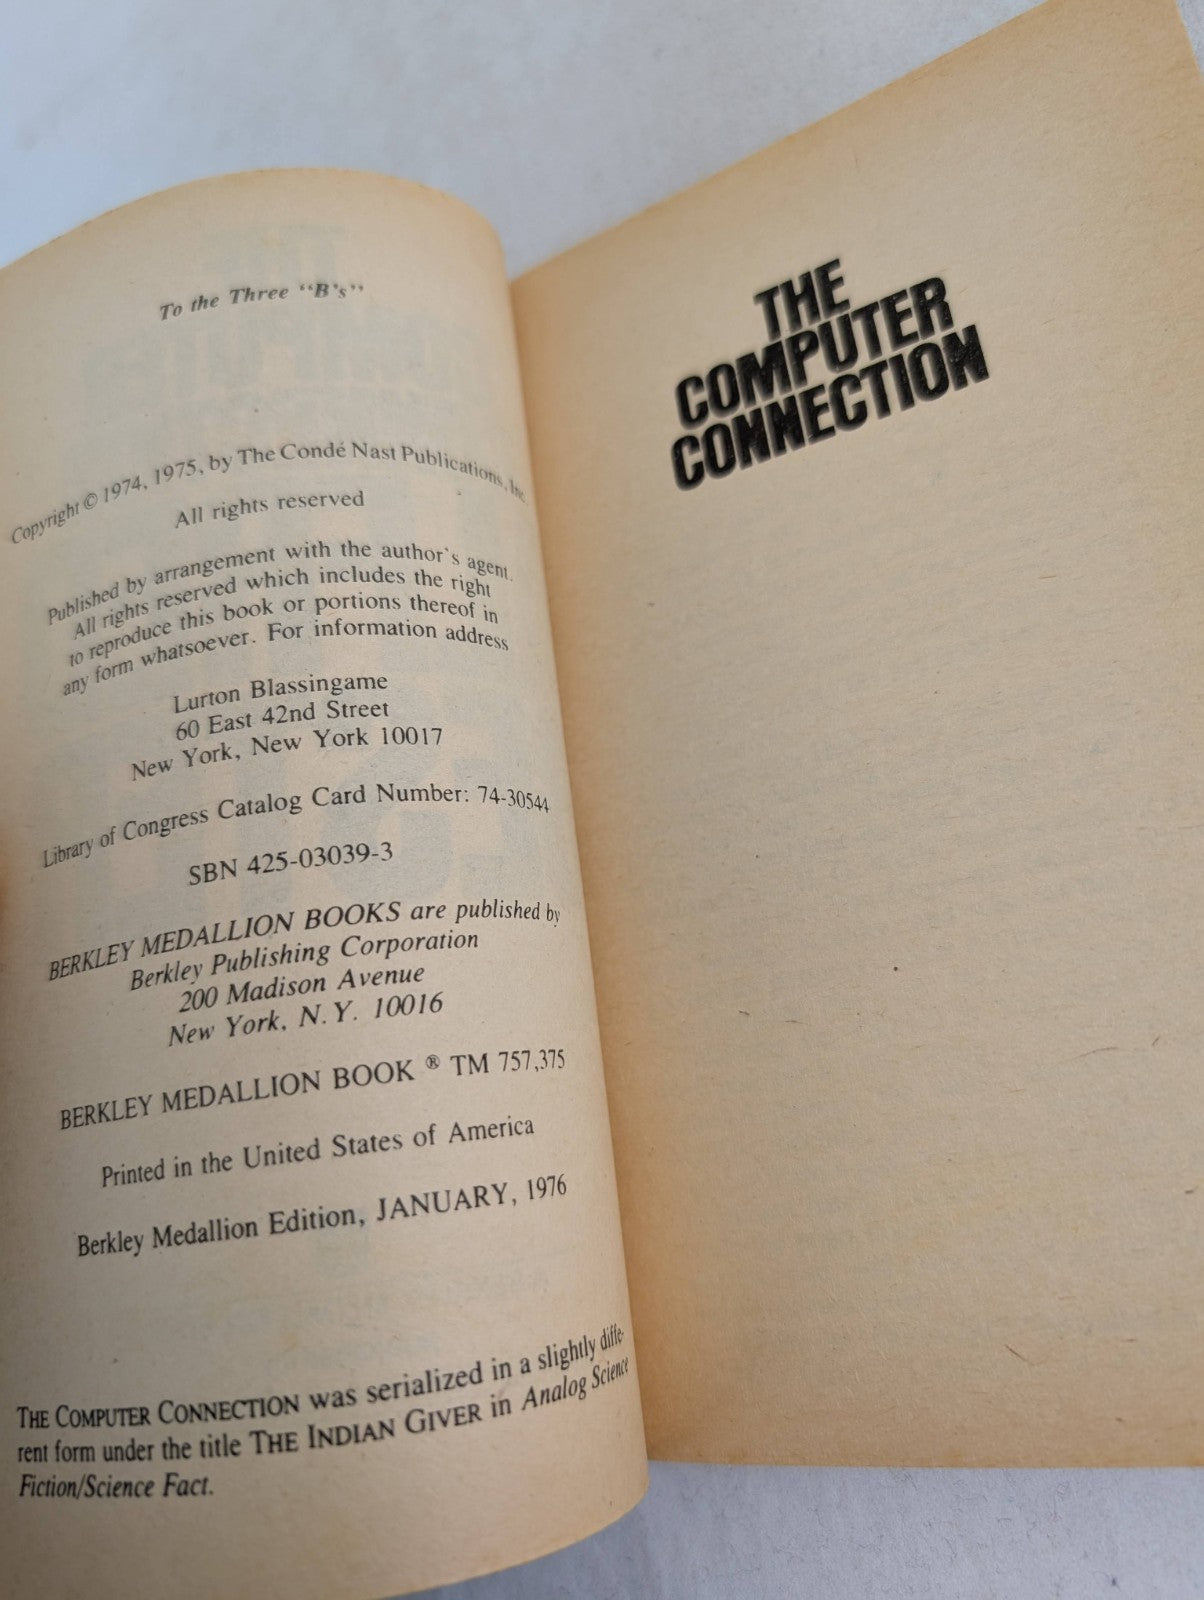 To the Three "B's"
Copyright © 1974, 1975, by The Condé Nast Publications, Inc.
All rights reserved
Published by arrangement with the author's agent.
All rights reserved which includes the right
to reproduce this book or portions thereof in
any form whatsoever. For information address
Lurton Blassingame
60 East 42nd Street
New York, New York 10017
Library of Congress Catalog Card Number: 74-30544
SBN 425-03039-3
BERKLEY MEDALLION BOOKS are published by
Berkley Publishing Corporation
200 Madison Avenue
New York, N.Y. 10016
BERKLEY MEDALLION BOOK ® TM 757,375
Printed in the United States of America
Berkley Medallion Edition, JANUARY, 1976
THE COMPUTER CONNECTION was serialized in a slightly diffe-
rent form under the title THE INDIAN GIVER in Analog Science
Fiction/Science Fact.
THE
COMPUTER
CONNECTION